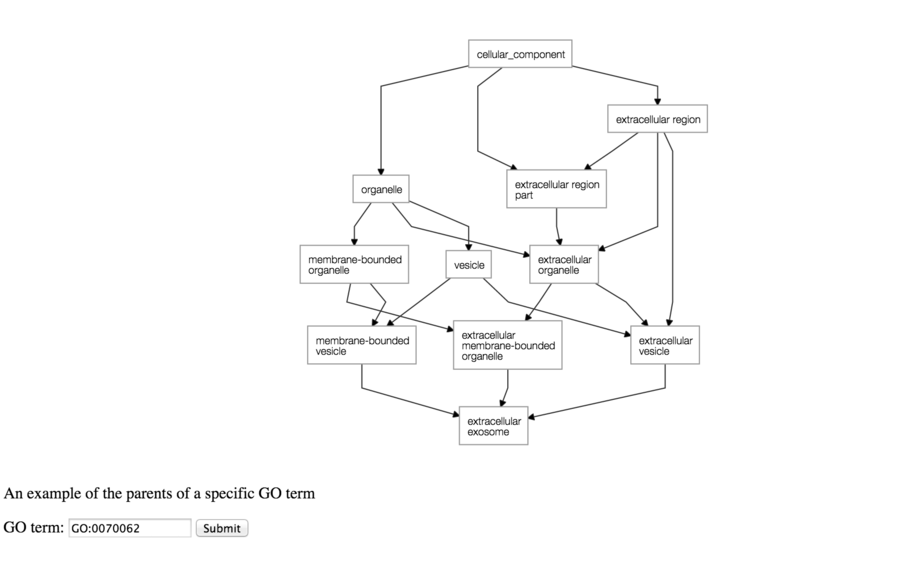 cellular_component
extracellular region
organelle
extracellular region
part
membrane-bounded
organelle
vesicle
extracellular
organelle
membrane-bounded
vesicle
extracellular
membrane-bounded
organelle
extracellular
vesicle
extracellular
exosome
An example of the parents of a specific GO term
GO term: GO:0070062 Submit